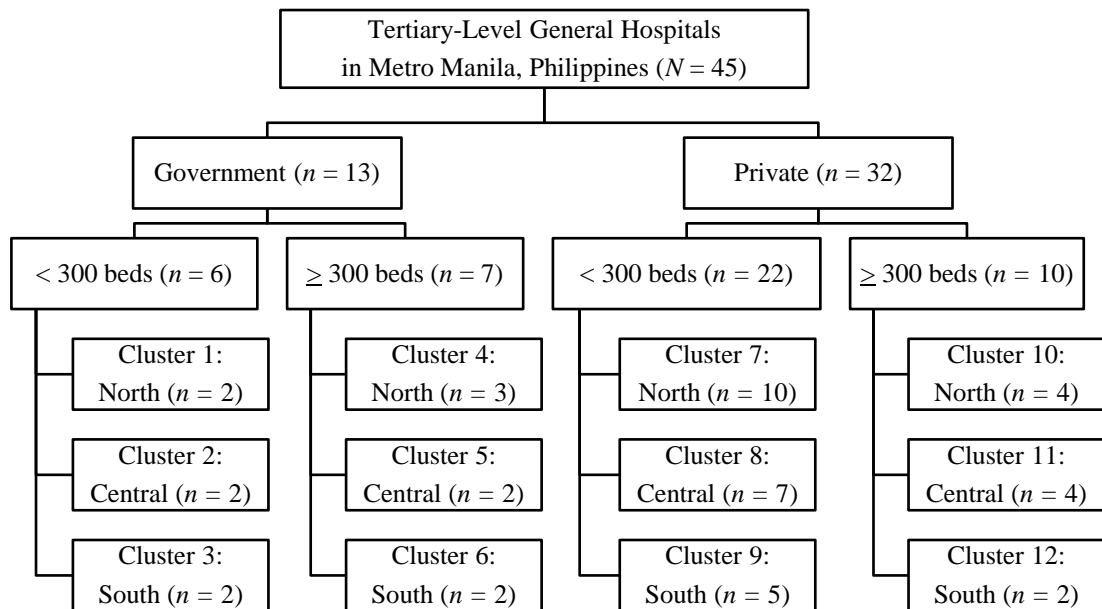 Tertiary-Level General Hospitals
in Metro Manila, Philippines (N = 45)
Government (n = 13)
Private (n = 32)
< 300 beds (n = 6)
≥ 300 beds (n = 7)
< 300 beds (n = 22)
≥ 300 beds (n = 10)
Cluster 1:
North (n = 2)
Cluster 4:
North (n = 3)
Cluster 7:
North (n = 10)
Cluster 10:
North (n = 4)
Cluster 2:
Central (n = 2)
Cluster 5:
Central (n = 2)
Cluster 8:
Central (n = 7)
Cluster 11:
Central (n = 4)
Cluster 3:
South (n = 2)
Cluster 6:
South (n = 2)
Cluster 9:
South (n = 5)
Cluster 12:
South (n = 2)